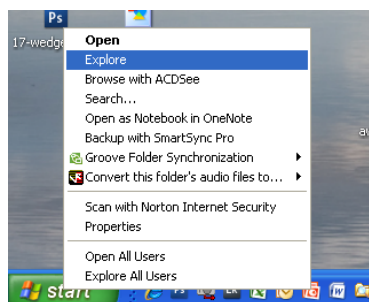 Ps
17-wedge
Open
Explore
Browse with ACDSee
Search...
Open as Notebook in OneNote
Backup with SmartSync Pro
Groove Folder Synchronization
Convert this folder's audio files to...
Scan with Norton Internet Security
Properties
Open All Users
Explore All Users
start